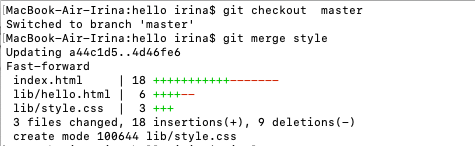 [MacBook-Air-Irina:hello irina$ git checkout  master
Switched to branch 'master'
[MacBook-Air-Irina:hello irina$ git merge style
Updating a44c1d5..4d46fe6
Fast-forward
 index.html     | 18 +++++++++++-------
 lib/hello.html |  6 ++++--
 lib/style.css  |  3 +++
 3 files changed, 18 insertions(+), 9 deletions(-)
 create mode 100644 lib/style.css